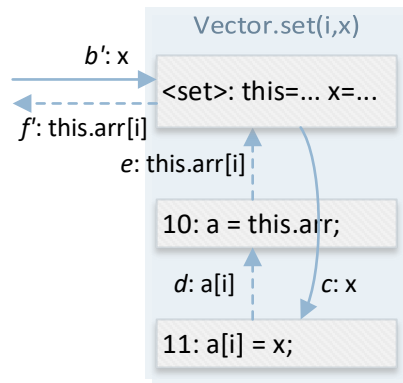 Vector.set(i,x)
b': x
<set>: this=... x=...
f': this.arr[i]
e: this.arr[i]
10: a = this.arr;
d: a[i]
c: x
11: a[i] = x;